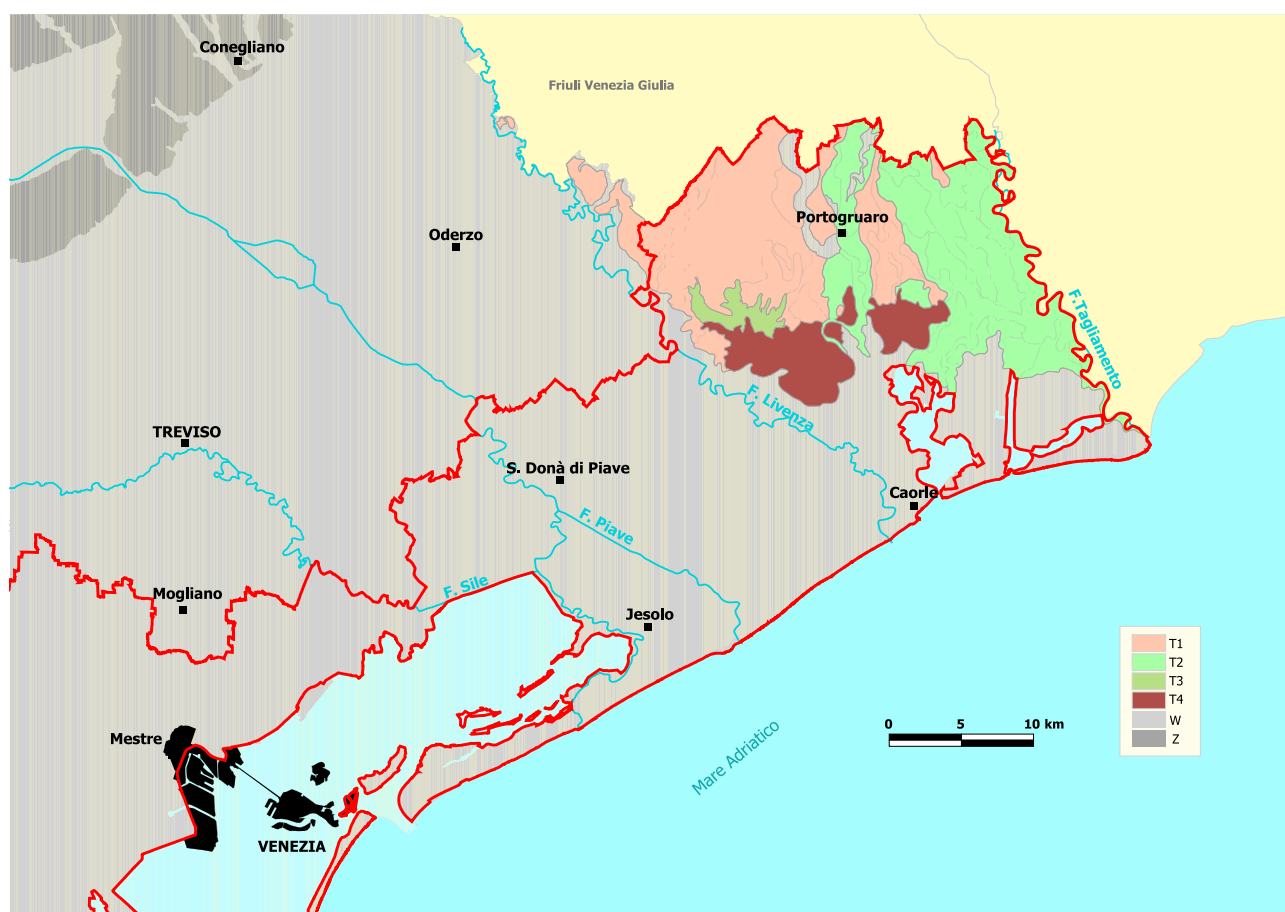 Conegliano
Friuli Venezia Giulia
Portogruaro
Oderzo
F.Tagliamento
F. Livenza
TREVISO
S. Donà di Piave
Caorle
F. Piave
F. Sile
Mogliano
Jesolo
T1
T2
T3
T4
W
Z
0 5 10 km
Mestre
Mare Adriatico
VENEZIA